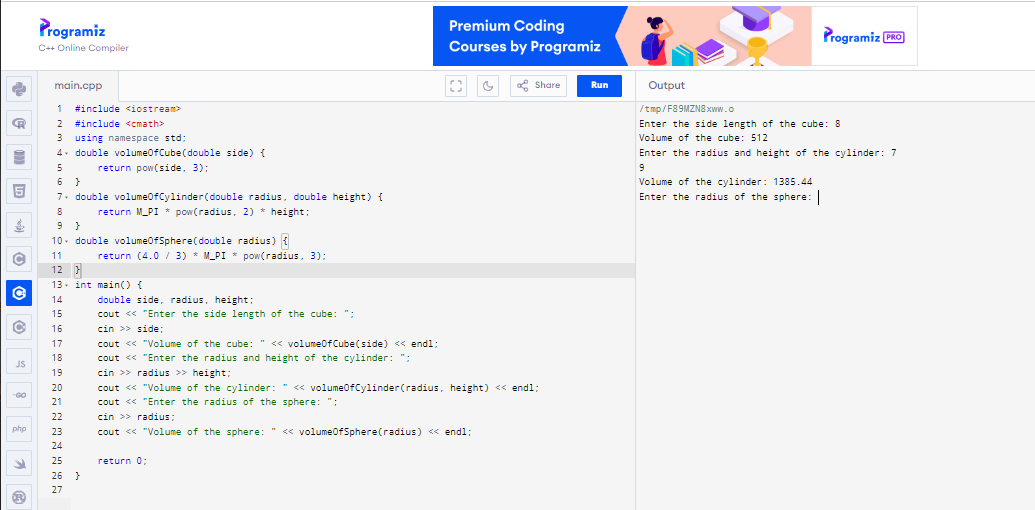 Programiz
C++ Online Compiler
Premium Coding
Courses by Programiz
Programiz PRO
main.cpp
Share
Run
Output
1 #include <iostream>
2 #include <cmath>
3 using namespace std;
4 double volumeOfCube(double side) {
5 return pow(side, 3);
6 }
7 double volumeOfCylinder(double radius, double height) {
8 return M_PI * pow(radius, 2) * height;
9 }
10 double volumeOfSphere(double radius) {
11 return (4.0 / 3) * M_PI * pow(radius, 3);
12 }
13 int main() {
14 double side, radius, height;
15 cout << "Enter the side length of the cube: ";
16 cin >> side;
17 cout << "Volume of the cube: " << volumeOfCube(side) << endl;
18 cout << "Enter the radius and height of the cylinder: ";
19 cin >> radius >> height;
20 cout << "Volume of the cylinder: " << volumeOfCylinder(radius, height) << endl;
21 cout << "Enter the radius of the sphere: ";
22 cin >> radius;
23 cout << "Volume of the sphere: " << volumeOfSphere(radius) << endl;
24
25 return 0;
26 }
27
/tmp/F89MZN8xww.o
Enter the side length of the cube: 8
Volume of the cube: 512
Enter the radius and height of the cylinder: 7
9
Volume of the cylinder: 1385.44
Enter the radius of the sphere:
R
5
C
C
C
JS
GO
php